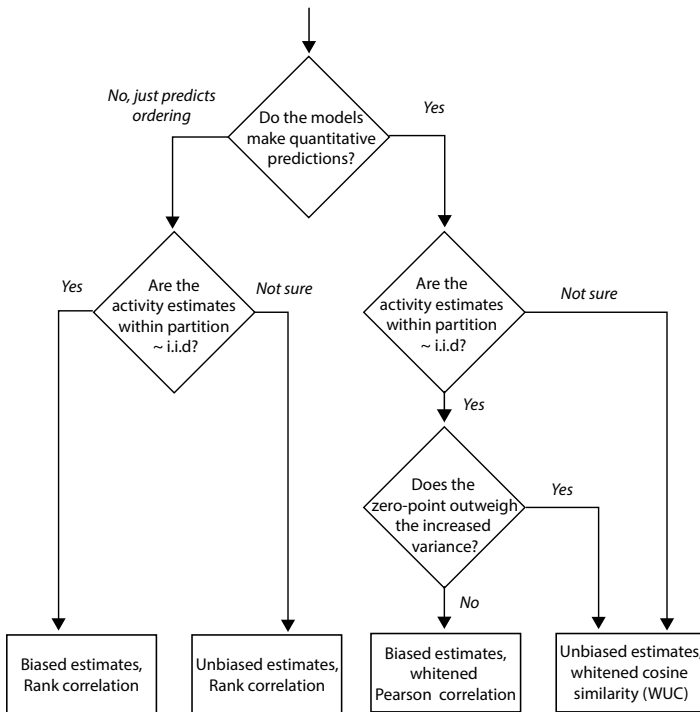 No, just predicts
ordering
Yes
Do the models
make quantitative
predictions?
Yes
Are the
activity estimates
within partition
~ i.i.d?
Not sure
Are the
activity estimates
within partition
~ i.i.d?
Not sure
Yes
Does the
zero-point outweigh
the increased
variance?
Yes
No
Biased estimates,
Rank correlation
Unbiased estimates,
Rank correlation
Biased estimates,
whitened
Pearson correlation
Unbiased estimates,
whitened cosine
similarity (WUC)